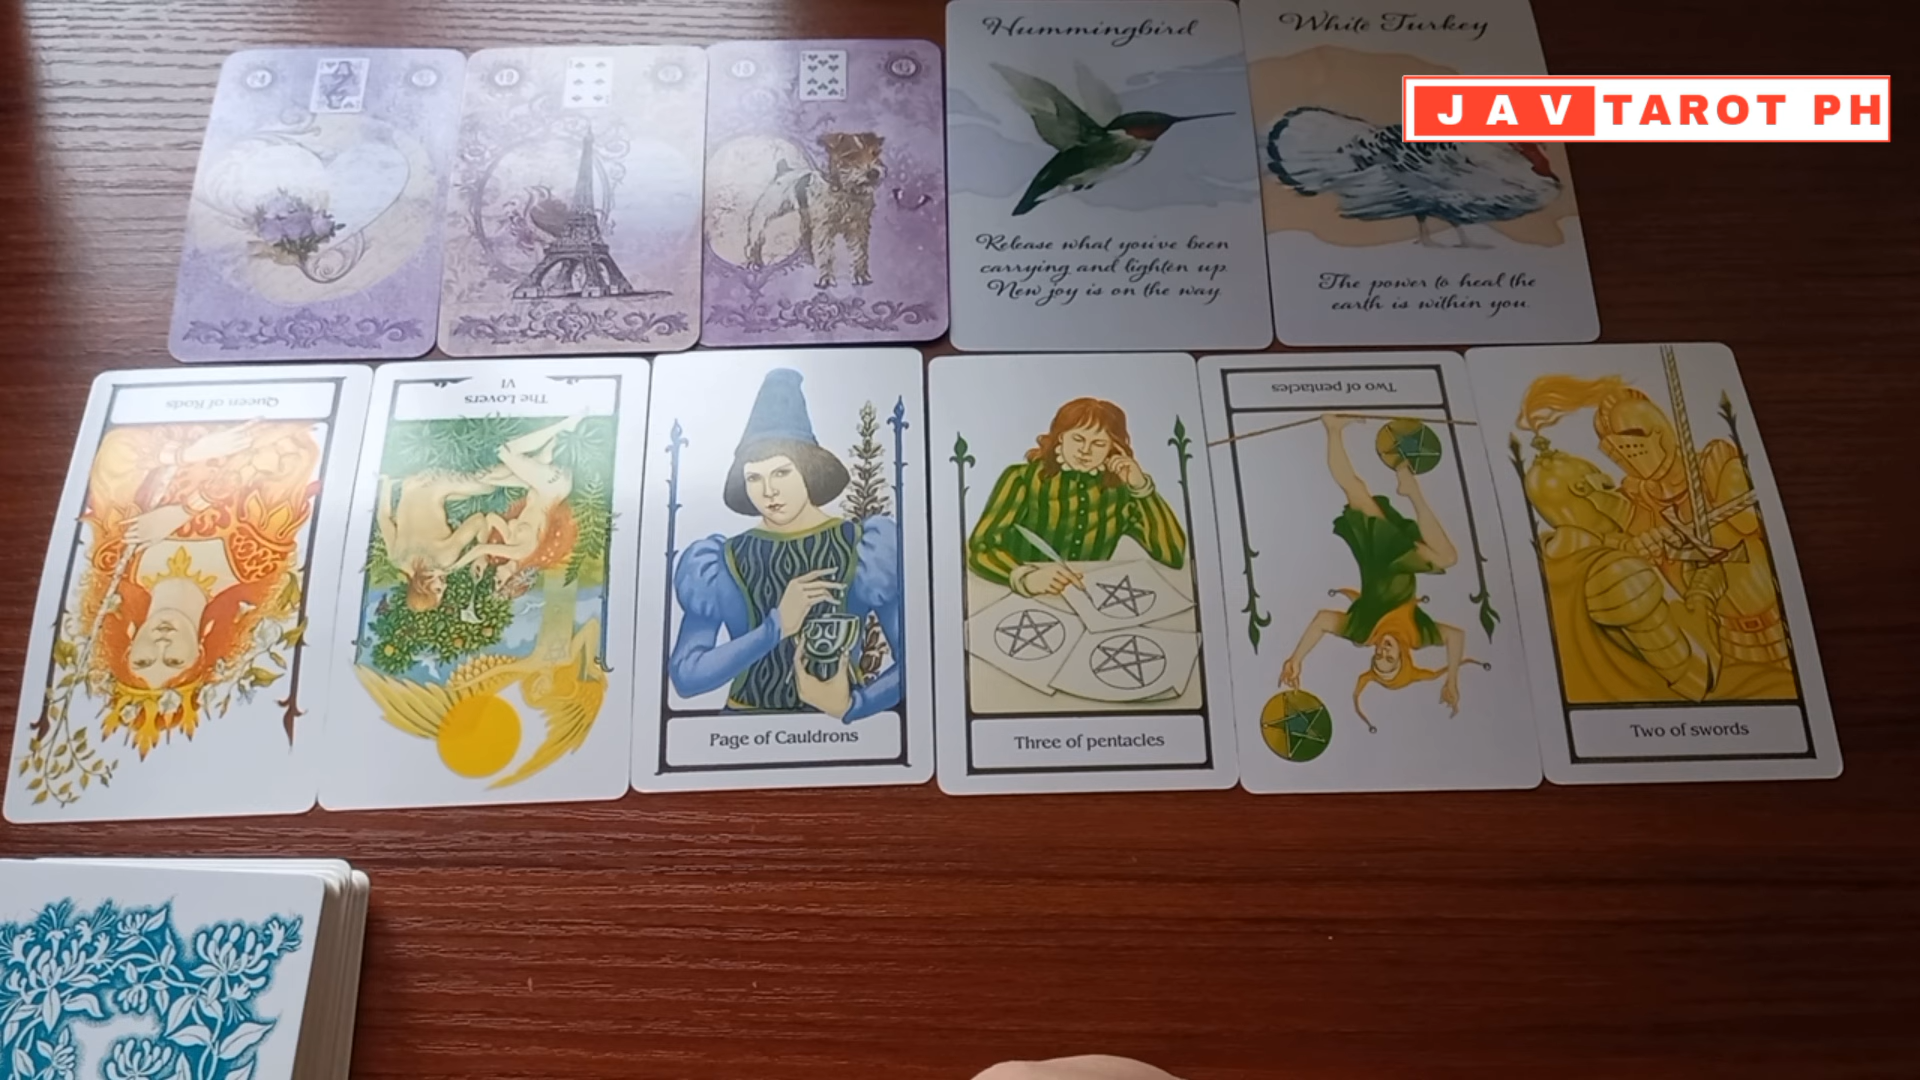 Hummingbird
White Turkey
JAV TAROT PH
Release what you've been
carrying and lighten up.
New joy is on the way.
The power to heal the
earth is within you.
Queen of Rods
The Lovers
VI
Page of Cauldrons
Three of pentacles
Two of pentacles
Two of swords